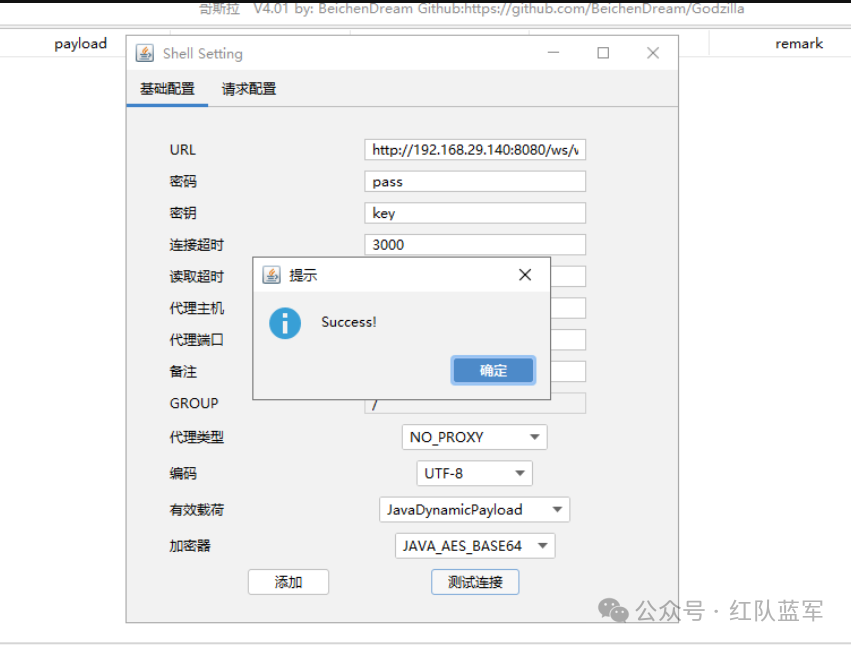 哥斯拉 V4.01 by: BeichenDream Github:https://github.com/BeichenDream/Godzilla
payload
remark
Shell Setting
基础配置 请求配置
URL http://192.168.29.140:8080/ws/
密码 pass
密钥 key
连接超时 3000
读取超时
代理主机
代理端口
备注
GROUP /
提示
Success!
确定
代理类型 NO_PROXY
编码 UTF-8
有效载荷 JavaDynamicPayload
加密器 JAVA_AES_BASE64
添加 测试连接
公众号 · 红队蓝军